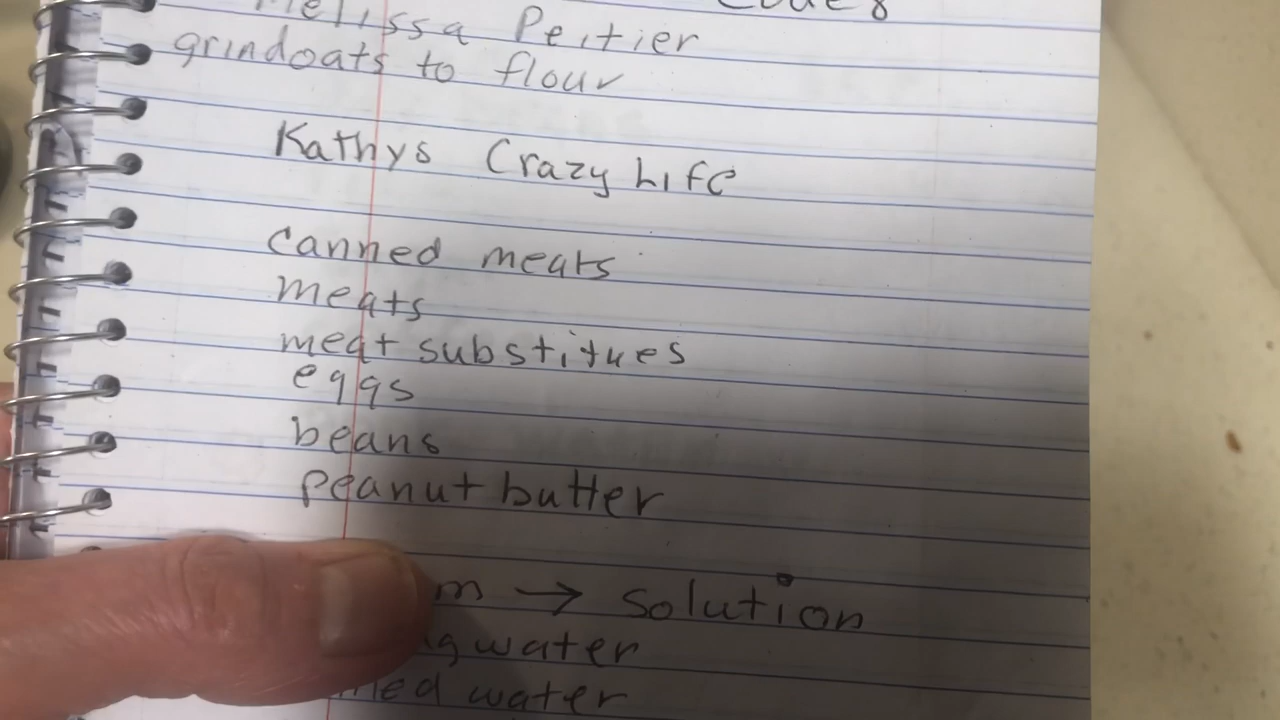 Melissa Peitier
grindoats to flour
Kathys Crazy Life
canned meats
meats
meat substitues
eggs
beans
peanut butter
→ solution
water
water